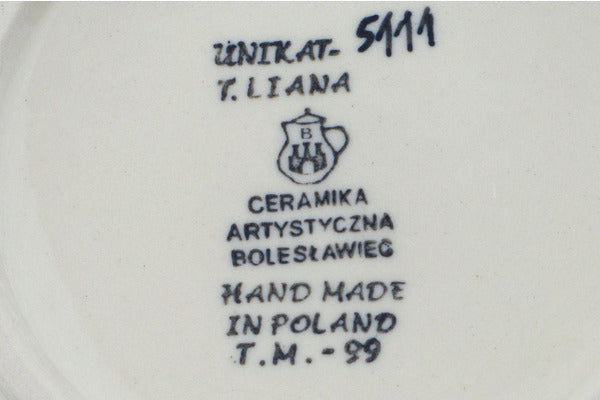 UNIKAT- 5111
T. LIANA
B
CERAMIKA
ARTYSTYCZNA
BOLESŁAWIEC
HAND MADE
IN POLAND
T.M.-99